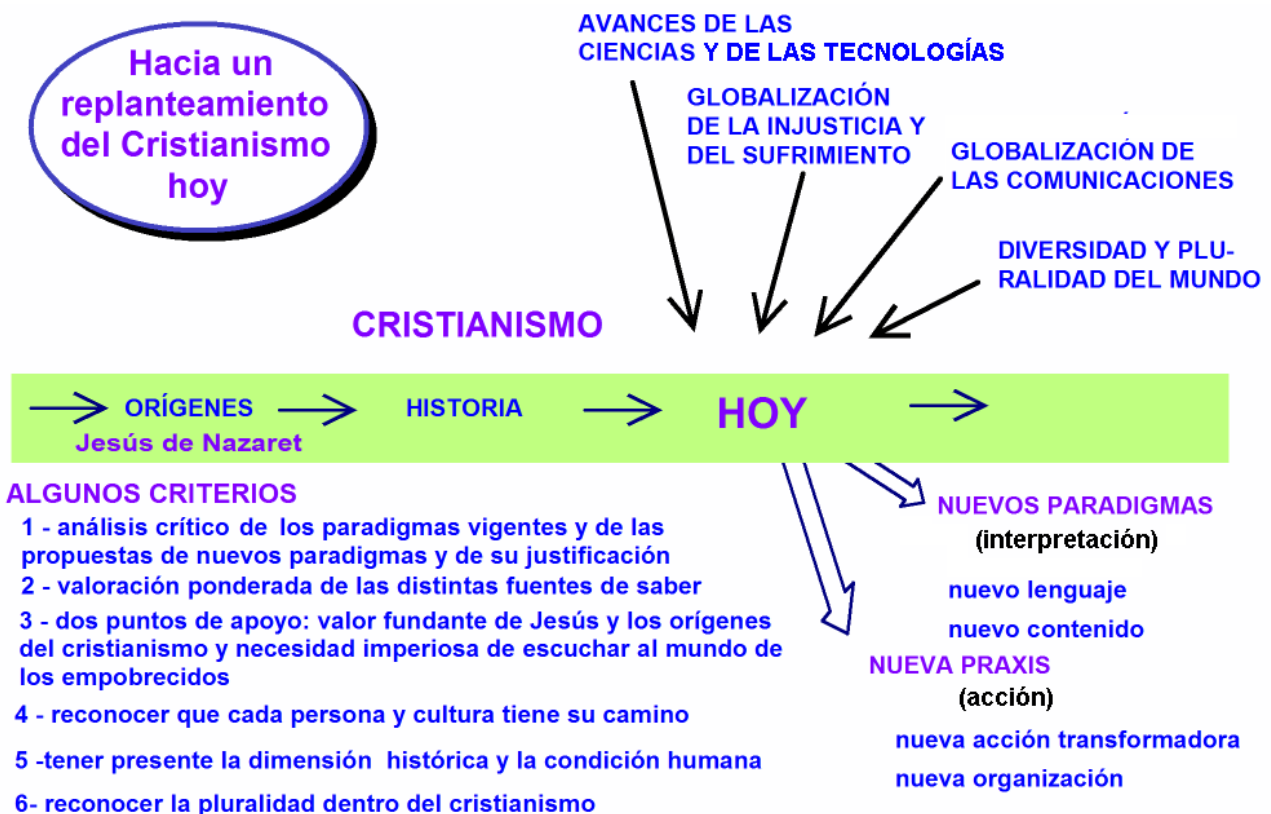 Hacia un
replanteamiento
del Cristianismo
hoy
AVANCES DE LAS
CIENCIAS Y DE LAS TECNOLOGÍAS
GLOBALIZACIÓN
DE LA INJUSTICIA Y
DEL SUFRIMIENTO
GLOBALIZACIÓN DE
LAS COMUNICACIONES
DIVERSIDAD Y PLU-
RALIDAD DEL MUNDO
CRISTIANISMO
ORÍGENES
Jesús de Nazaret
HISTORIA
HOY
ALGUNOS CRITERIOS
1 - análisis crítico de los paradigmas vigentes y de las
propuestas de nuevos paradigmas y de su justificación
2 - valoración ponderada de las distintas fuentes de saber
3 - dos puntos de apoyo: valor fundante de Jesús y los orígenes
del cristianismo y necesidad imperiosa de escuchar al mundo de
los empobrecidos
4 - reconocer que cada persona y cultura tiene su camino
5 -tener presente la dimensión histórica y la condición humana
6- reconocer la pluralidad dentro del cristianismo
NUEVOS PARADIGMAS
(interpretación)
nuevo lenguaje
nuevo contenido
NUEVA PRAXIS
(acción)
nueva acción transformadora
nueva organización